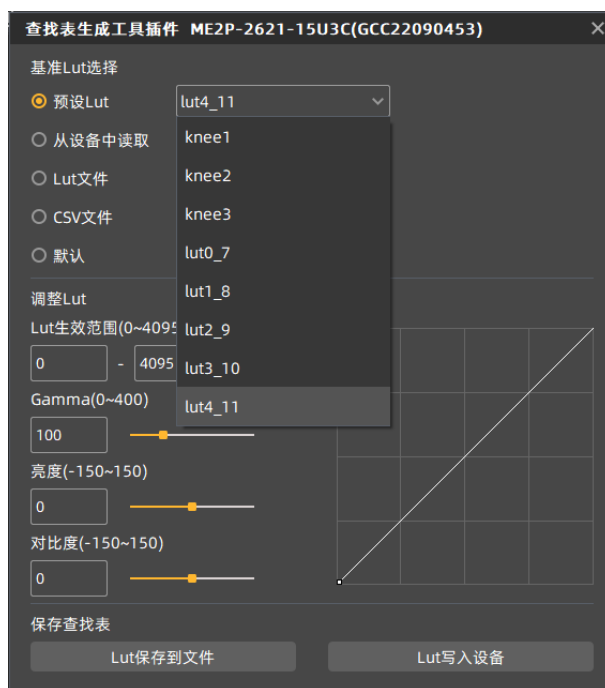 查找表生成工具插件 ME2P-2621-15U3C(GCC22090453)
基准Lut选择
预设Lut
lut4_11
从设备中读取
knee1
Lut文件
knee2
CSV文件
knee3
默认
lut0_7
lut1_8
lut2_9
lut3_10
lut4_11
调整Lut
Lut生效范围(0~4095
0 - 4095
Gamma(0~400)
100
亮度(-150~150)
0
对比度(-150~150)
0
保存查找表
Lut保存到文件
Lut写入设备